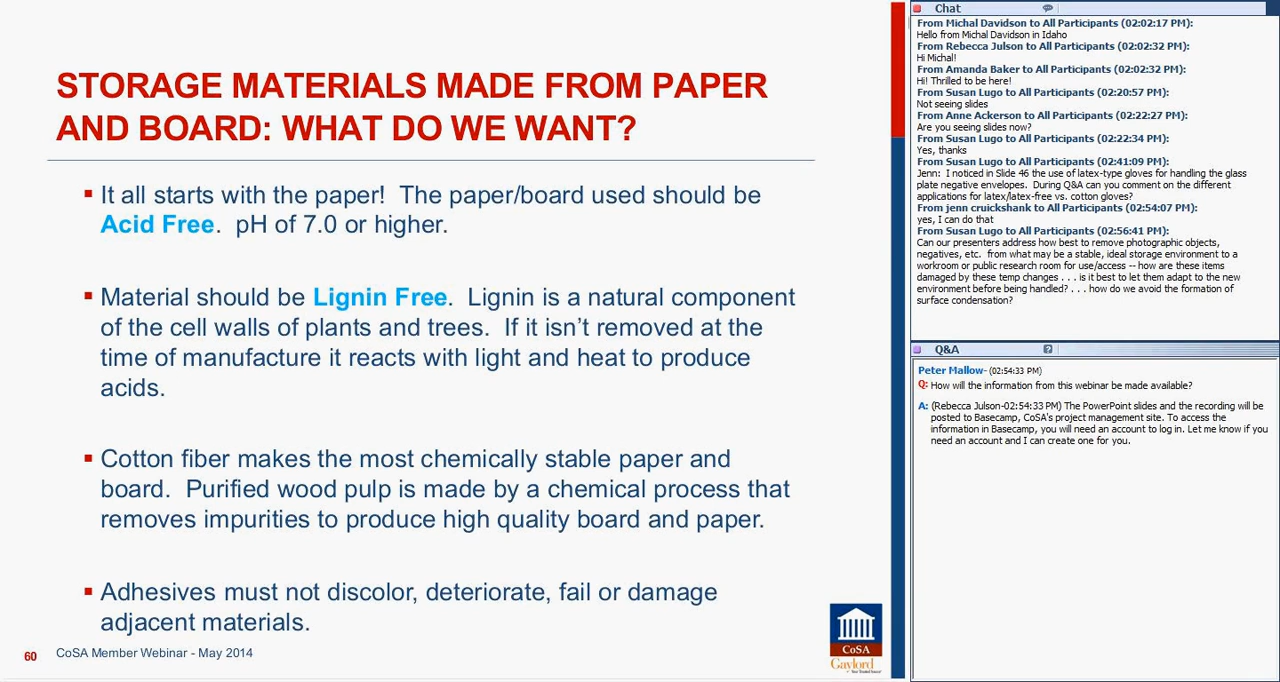 STORAGE MATERIALS MADE FROM PAPER
AND BOARD: WHAT DO WE WANT?
▪ It all starts with the paper!  The paper/board used should be
Acid Free.  pH of 7.0 or higher.
▪ Material should be Lignin Free.  Lignin is a natural component
of the cell walls of plants and trees.  If it isn’t removed at the
time of manufacture it reacts with light and heat to produce
acids.
▪ Cotton fiber makes the most chemically stable paper and
board.  Purified wood pulp is made by a chemical process that
removes impurities to produce high quality board and paper.
▪ Adhesives must not discolor, deteriorate, fail or damage
adjacent materials.
60 CoSA Member Webinar - May 2014
CoSA
Gaylord
Chat
From Michal Davidson to All Participants (02:02:17 PM):
Hello from Michal Davidson in Idaho
From Rebecca Julson to All Participants (02:02:32 PM):
Hi Michal!
From Amanda Baker to All Participants (02:02:32 PM):
Hi! Thrilled to be here!
From Susan Lugo to All Participants (02:20:57 PM):
Not seeing slides
From Anne Ackerson to All Participants (02:22:27 PM):
Are you seeing slides now?
From Susan Lugo to All Participants (02:22:34 PM):
Yes, thanks
From Susan Lugo to All Participants (02:41:09 PM):
Jenn:  I noticed in Slide 46 the use of latex-type gloves for handling the glass
plate negative envelopes.  During Q&A can you comment on the different
applications for latex/latex-free vs. cotton gloves?
From jenn cruickshank to All Participants (02:54:07 PM):
yes, I can do that
From Susan Lugo to All Participants (02:56:41 PM):
Can our presenters address how best to remove photographic objects,
negatives, etc.  from what may be a stable, ideal storage environment to a
workroom or public research room for use/access -- how are these items
damaged by these temp changes . . . is it best to let them adapt to the new
environment before being handled? . . . how do we avoid the formation of
surface condensation?
Q&A
Peter Mallow- (02:54:33 PM)
Q: How will the information from this webinar be made available?
A: (Rebecca Julson-02:54:33 PM) The PowerPoint slides and the recording will be
posted to Basecamp, CoSA's project management site. To access the
information in Basecamp, you will need an account to log in. Let me know if you
need an account and I can create one for you.